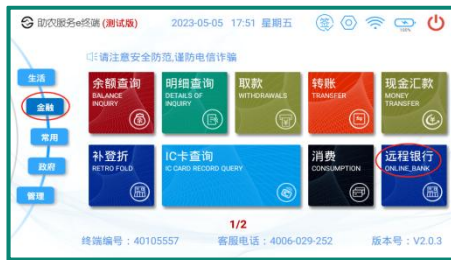 助农服务e终端 (测试版) 2023-05-05 17:51 星期五 签
请注意安全防范,谨防电信诈骗
生活
金融
常用
政府
管理
余额查询
BALANCE
INQUIRY
明细查询
DETAILS OF
INQUIRY
取款
WITHDRAWALS
转账
TRANSFER
现金汇款
MONEY
TRANSFER
补登折
RETRO FOLD
IC卡查询
IC CARD RECORD QUERY
消费
CONSUMPTION
远程银行
ONLINE_BANK
1/2
终端编号：40105557 客服电话：4006-029-252 版本号：V2.0.3